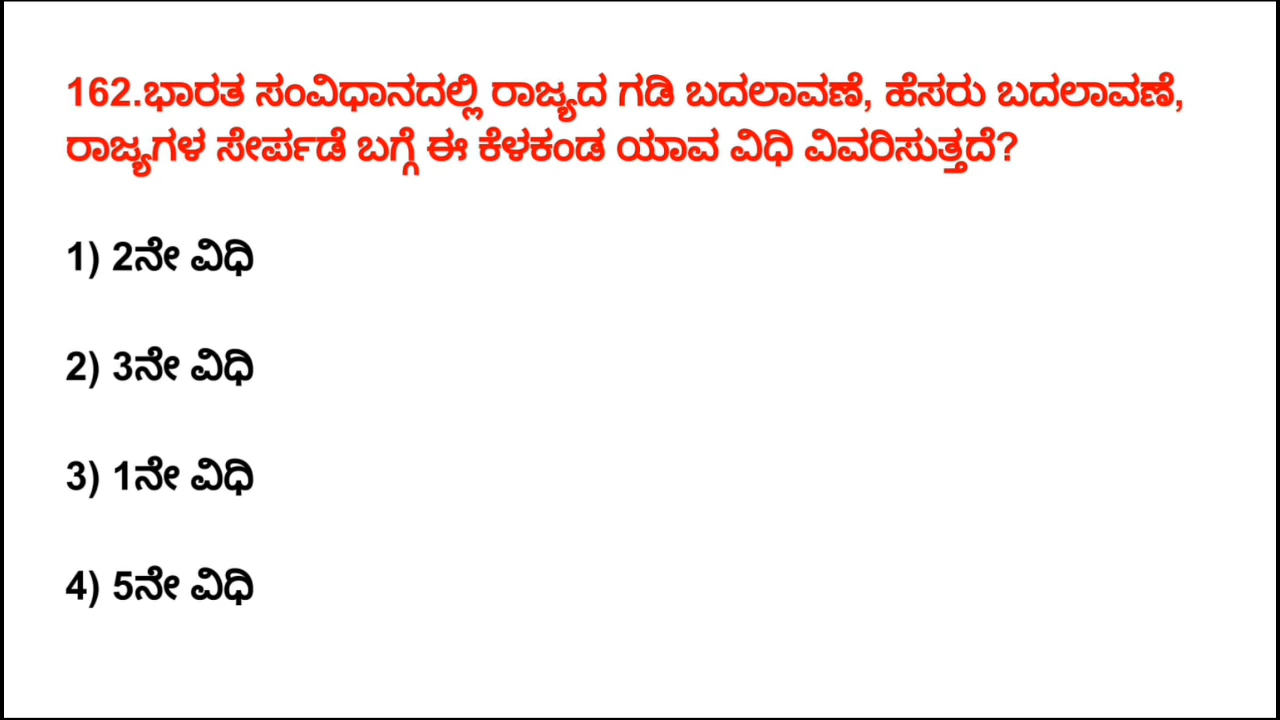 162.ಭಾರತ ಸಂವಿಧಾನದಲ್ಲಿ ರಾಜ್ಯದ ಗಡಿ ಬದಲಾವಣೆ, ಹೆಸರು ಬದಲಾವಣೆ,
ರಾಜ್ಯಗಳ ಸೇರ್ಪಡೆ ಬಗ್ಗೆ ಈ ಕೆಳಕಂಡ ಯಾವ ವಿಧಿ ವಿವರಿಸುತ್ತದೆ?
1) 2ನೇ ವಿಧಿ
2) 3ನೇ ವಿಧಿ
3) 1ನೇ ವಿಧಿ
4) 5ನೇ ವಿಧಿ